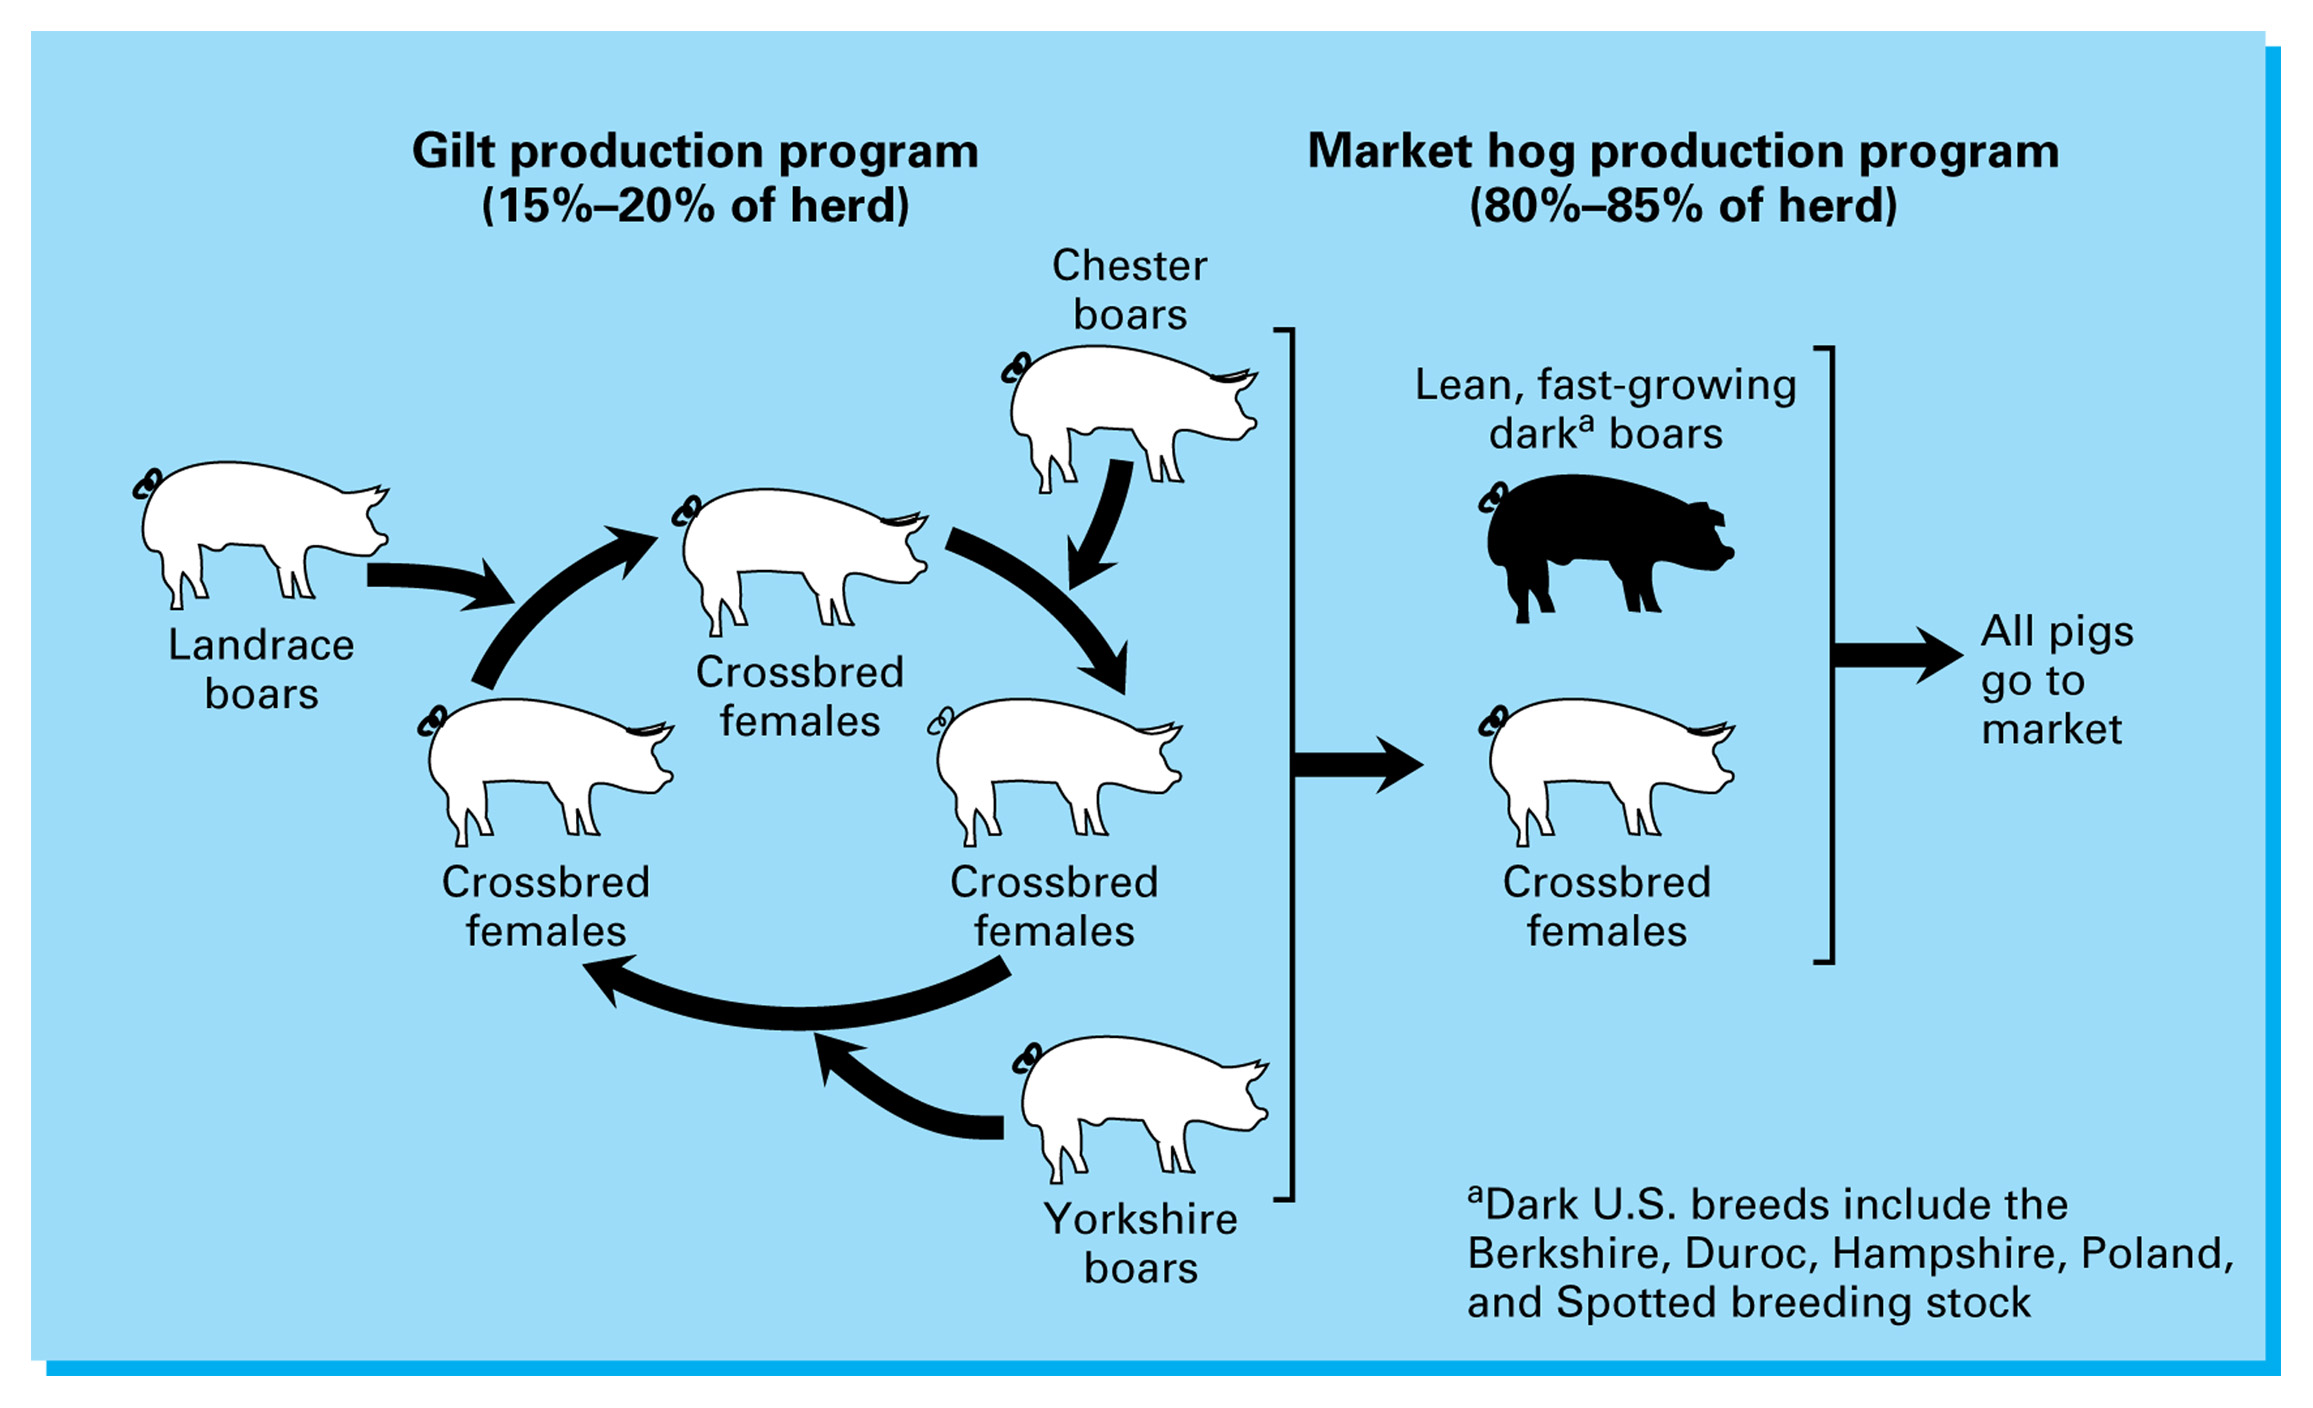 Gilt production program
(15%–20% of herd)
Market hog production program
(80%–85% of herd)
Chester
boars
Lean, fast-growing
darkª boars
Landrace
boars
Crossbred
females
All pigs
go to
market
Crossbred
females
Crossbred
females
Crossbred
females
Yorkshire
boars
ªDark U.S. breeds include the
Berkshire, Duroc, Hampshire, Poland,
and Spotted breeding stock